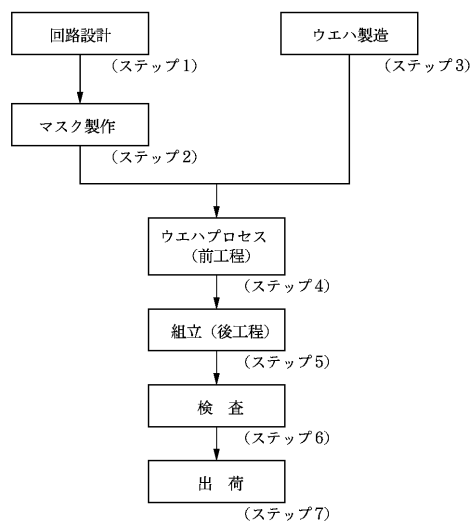 回路設計
(ステップ1)
ウエハ製造
(ステップ3)
マスク製作
(ステップ2)
ウエハプロセス
(前工程)
(ステップ4)
組立(後工程)
(ステップ5)
検 査
(ステップ6)
出 荷
(ステップ7)